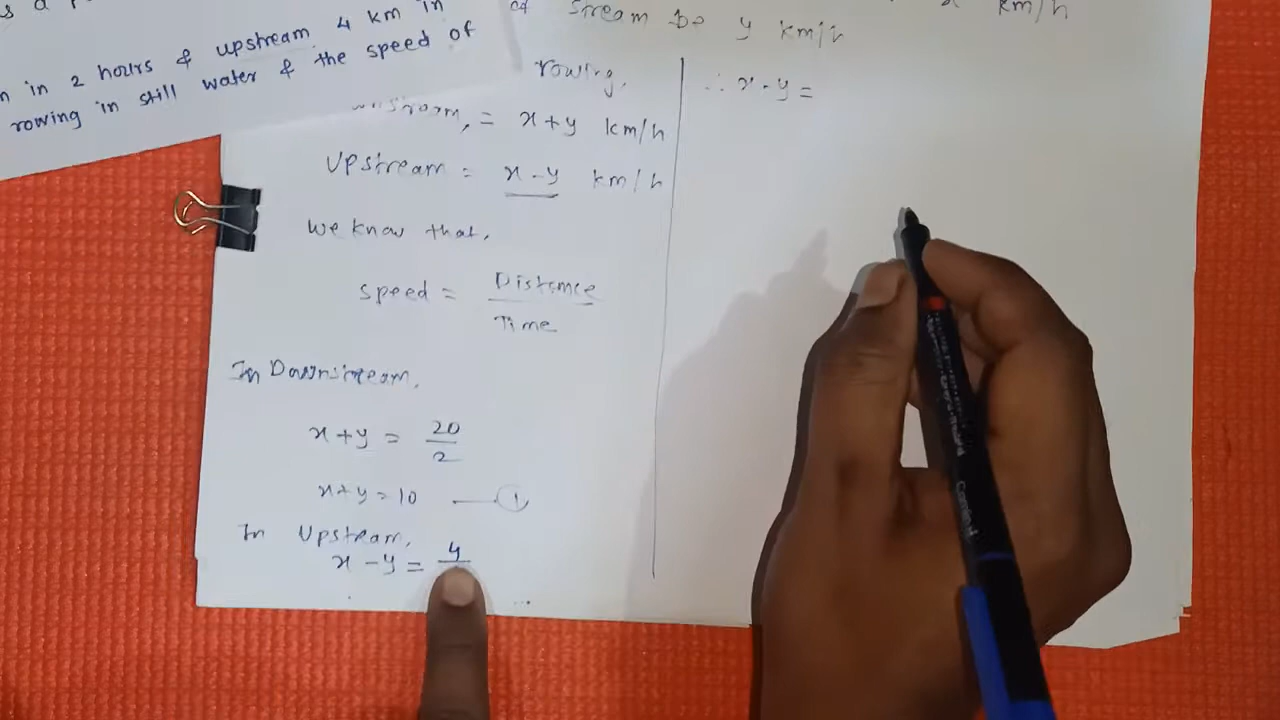 n in 2 hours & upstream 4 km in
rowing in still water & the speed of
of stream be y km/h
km/h
rowing,
= x+y km/h
Upstream = x-y km/h
We know that,
Speed = Distance
Time
In Downstream,
x+y = 20
2
x+y=10 (1)
In Upstream,
x-y = 4
∴ x-y =